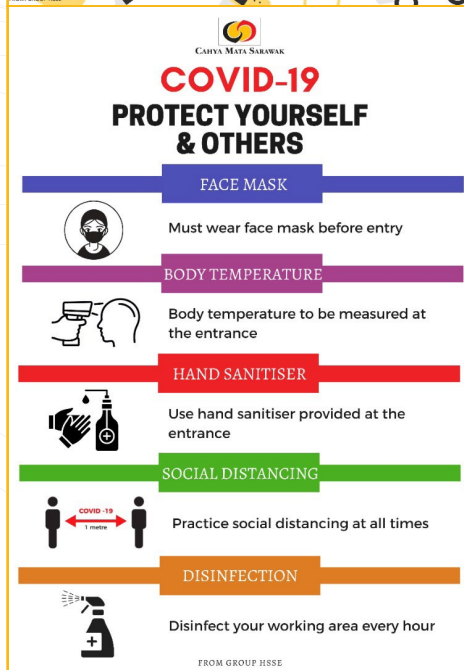 CAHYA MATA SARAWAK
COVID-19
PROTECT YOURSELF
& OTHERS
FACE MASK
Must wear face mask before entry
BODY TEMPERATURE
Body temperature to be measured at
the entrance
HAND SANITISER
Use hand sanitiser provided at the
entrance
SOCIAL DISTANCING
COVID -19
1 metre
Practice social distancing at all times
DISINFECTION
Disinfect your working area every hour
FROM GROUP HSSE